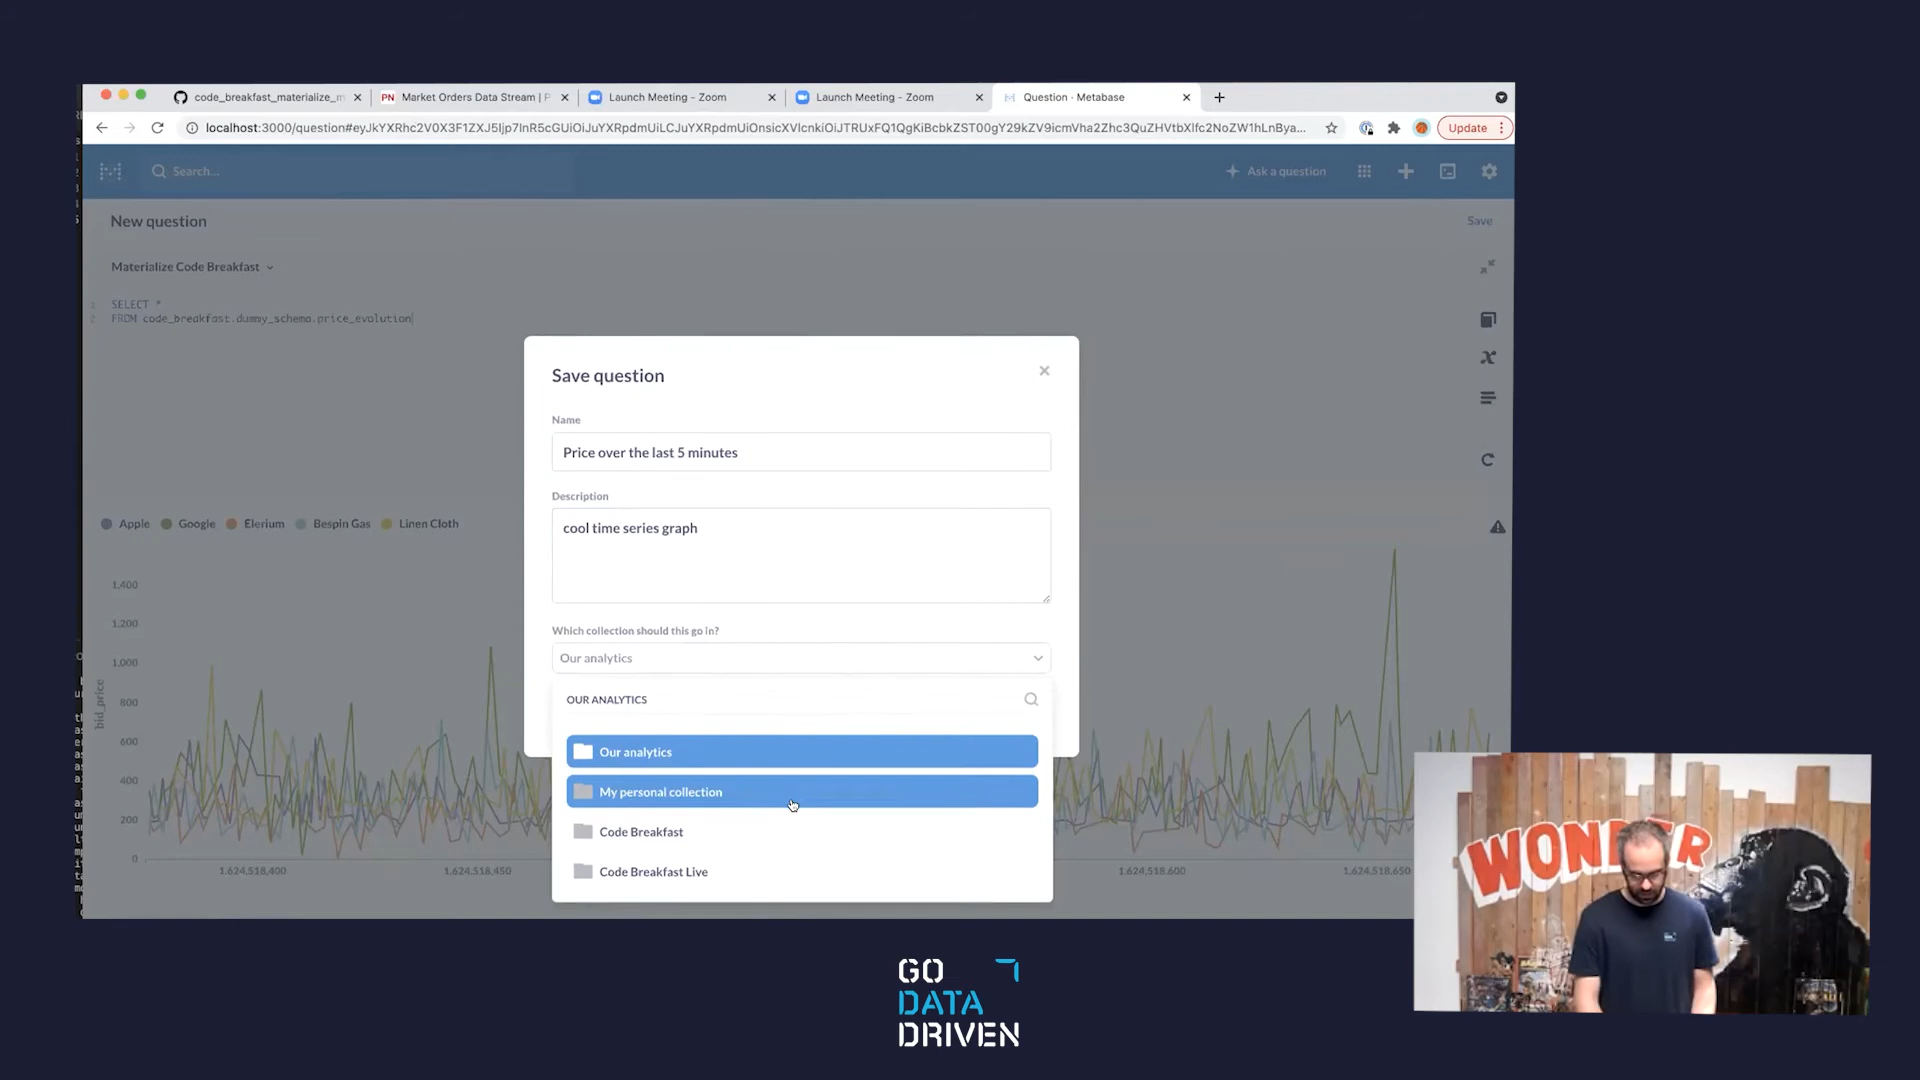 code_breakfast_materialize_m
Market Orders Data Stream | P
Launch Meeting - Zoom
Launch Meeting - Zoom
Question · Metabase
Update
Search...
Ask a question
New question
Save
Materialize Code Breakfast
1 SELECT *
2 FROM code_breakfast.dummy_schema.price_evolution
Save question
Name
Price over the last 5 minutes
Description
cool time series graph
Which collection should this go in?
Our analytics
OUR ANALYTICS
Our analytics
My personal collection
Code Breakfast
Code Breakfast Live
Apple
Google
Elerium
Bespin Gas
Linen Cloth
bid_price
1,400
1,200
1,000
800
600
400
200
0
1,624,518,400
1,624,518,450
1,624,518,600
1,624,518,650
WONDER
GO
DATA
DRIVEN